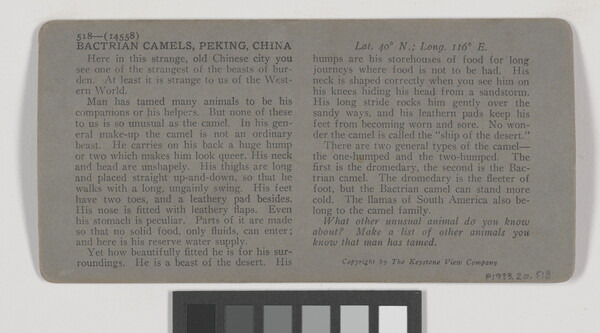 518—(14558)
BACTRIAN CAMELS, PEKING, CHINA
Here in this strange, old Chinese city you
see one of the strangest of the beasts of bur-
den. At least it is strange to us of the West-
ern World.
Man has tamed many animals to be his
companions or his helpers. But none of these
to us is so unusual as the camel. In his gen-
eral make-up the camel is not an ordinary
beast. He carries on his back a huge hump
or two which makes him look queer. His neck
and head are unshapely. His thighs are long
and placed straight up-and-down, so that he
walks with a long, ungainly swing. His feet
have two toes, and a leathery pad besides.
His nose is fitted with leathery flaps. Even
his stomach is peculiar. Parts of it are made
so that no solid food, only fluids, can enter;
and here is his reserve water supply.
Yet how beautifully fitted he is for his sur-
roundings. He is a beast of the desert. His
Lat. 40° N.; Long. 116° E.
humps are his storehouses of food for long
journeys where food is not to be had. His
neck is shaped correctly when you see him on
his knees hiding his head from a sandstorm.
His long stride rocks him gently over the
sandy ways, and his leathern pads keep his
feet from becoming worn and sore. No won-
der the camel is called the "ship of the desert."
There are two general types of the camel—
the one-humped and the two-humped. The
first is the dromedary, the second is the Bac-
trian camel. The dromedary is the fleeter of
foot, but the Bactrian camel can stand more
cold. The llamas of South America also be-
long to the camel family.
What other unusual animal do you know
about? Make a list of other animals you
know that man has tamed.
Copyright by The Keystone View Company
P1993.20.518